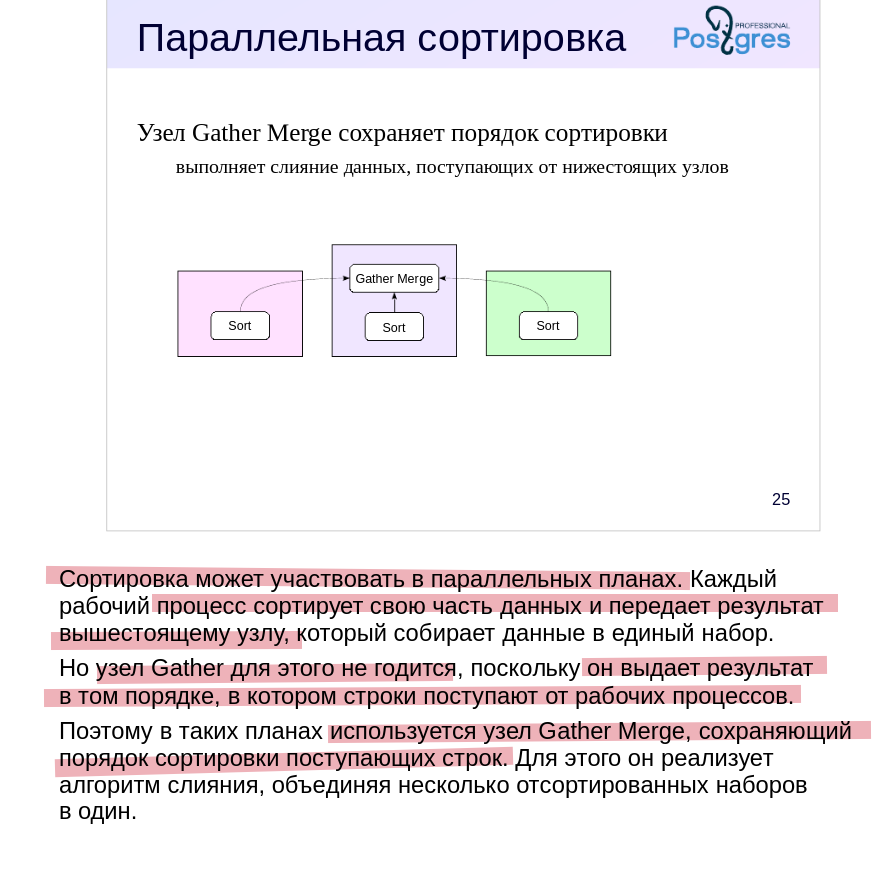 Параллельная сортировка
PROFESSIONAL
Postgres
Узел Gather Merge сохраняет порядок сортировки
выполняет слияние данных, поступающих от нижестоящих узлов
Gather Merge
Sort
Sort
Sort
25
Сортировка может участвовать в параллельных планах. Каждый
рабочий процесс сортирует свою часть данных и передает результат
вышестоящему узлу, который собирает данные в единый набор.
Но узел Gather для этого не годится, поскольку он выдает результат
в том порядке, в котором строки поступают от рабочих процессов.
Поэтому в таких планах используется узел Gather Merge, сохраняющий
порядок сортировки поступающих строк. Для этого он реализует
алгоритм слияния, объединяя несколько отсортированных наборов
в один.